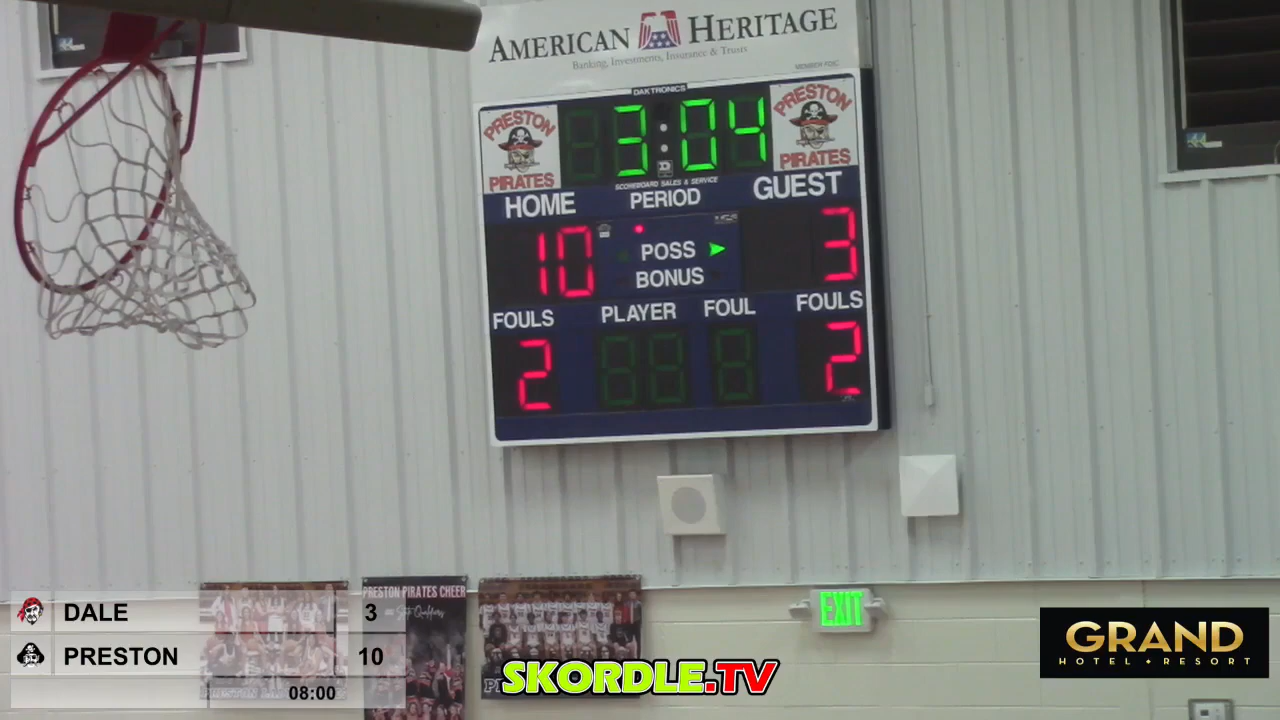 AMERICAN HERITAGE
Banking, Investments, Insurance & Trusts
MEMBER FDIC
DAKTRONICS
PRESTON PIRATES
3:04
PRESTON PIRATES
SCOREBOARD SALES & SERVICE
HOME PERIOD GUEST
10 POSS 3
BONUS
FOULS PLAYER FOUL FOULS
2 2
EXIT
PRESTON PIRATES CHEER
State Qualifiers
DALE 3
PRESTON 10
08:00
SKORDLE.TV
GRAND
HOTEL + RESORT